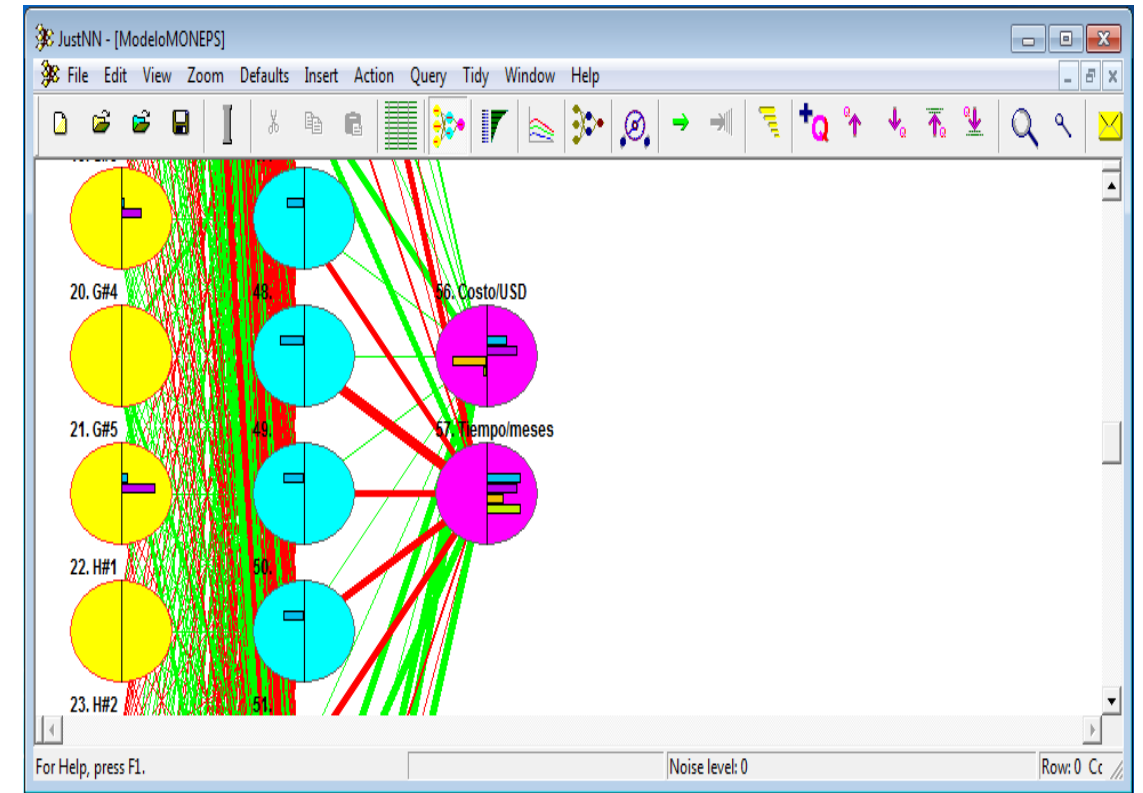 JustNN - [ModeloMONEPS]
File Edit View Zoom Defaults Insert Action Query Tidy Window Help
20. G#4
48.
56. Costo/USD
21. G#5
49.
57. Tiempo/meses
22. H#1
50.
23. H#2
51.
For Help, press F1.
Noise level: 0
Row: 0